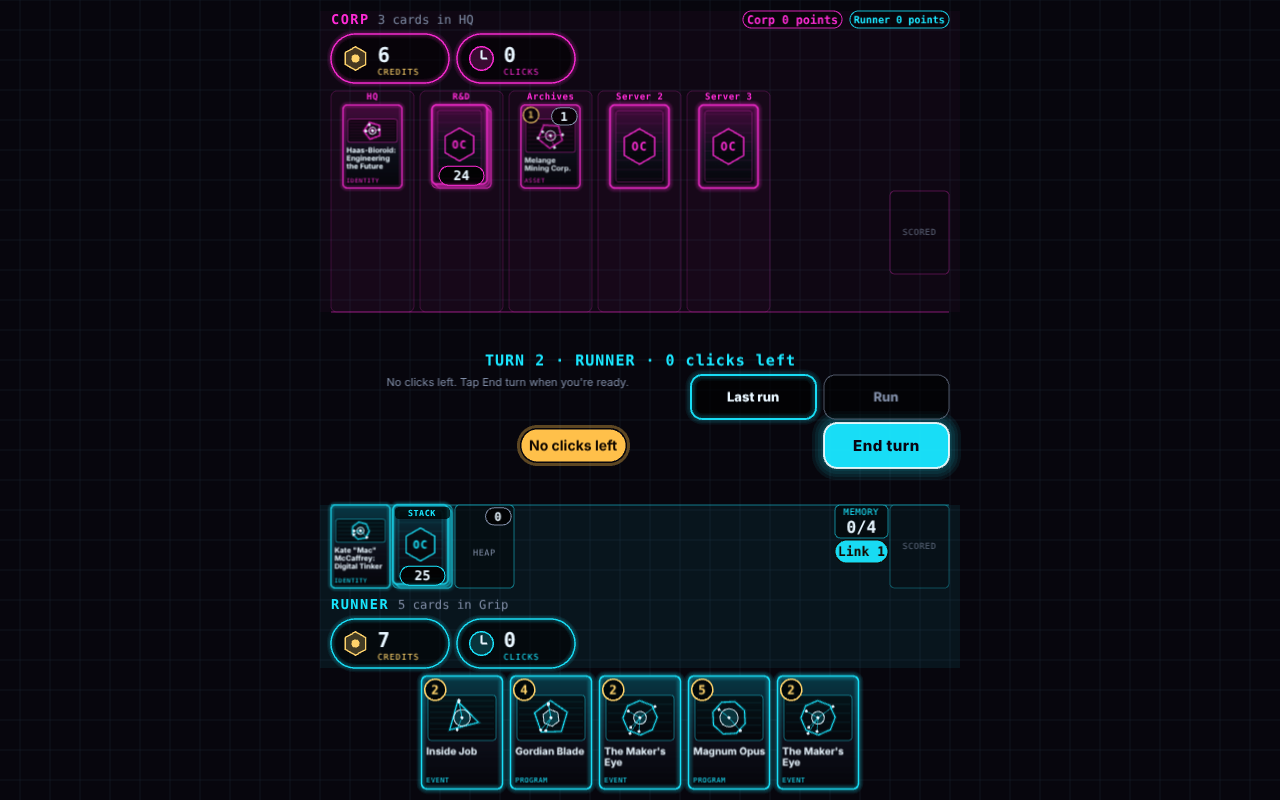 CORP 3 cards in HQ
Corp 0 points
Runner 0 points
6
CREDITS
0
CLICKS
HQ
R&D
Archives
Server 2
Server 3
Haas-Bioroid:
Engineering
the Future
IDENTITY
OC
24
1
1
Melange
Mining Corp.
ASSET
OC
OC
SCORED
TURN 2 · RUNNER · 0 clicks left
No clicks left. Tap End turn when you're ready.
Last run
Run
No clicks left
End turn
Kate "Mac"
McCaffrey:
Digital Tinker
IDENTITY
STACK
OC
25
0
HEAP
MEMORY
0/4
Link 1
SCORED
RUNNER 5 cards in Grip
7
CREDITS
0
CLICKS
2
Inside Job
EVENT
4
Gordian Blade
PROGRAM
2
The Maker's
Eye
EVENT
5
Magnum Opus
PROGRAM
2
The Maker's
Eye
EVENT